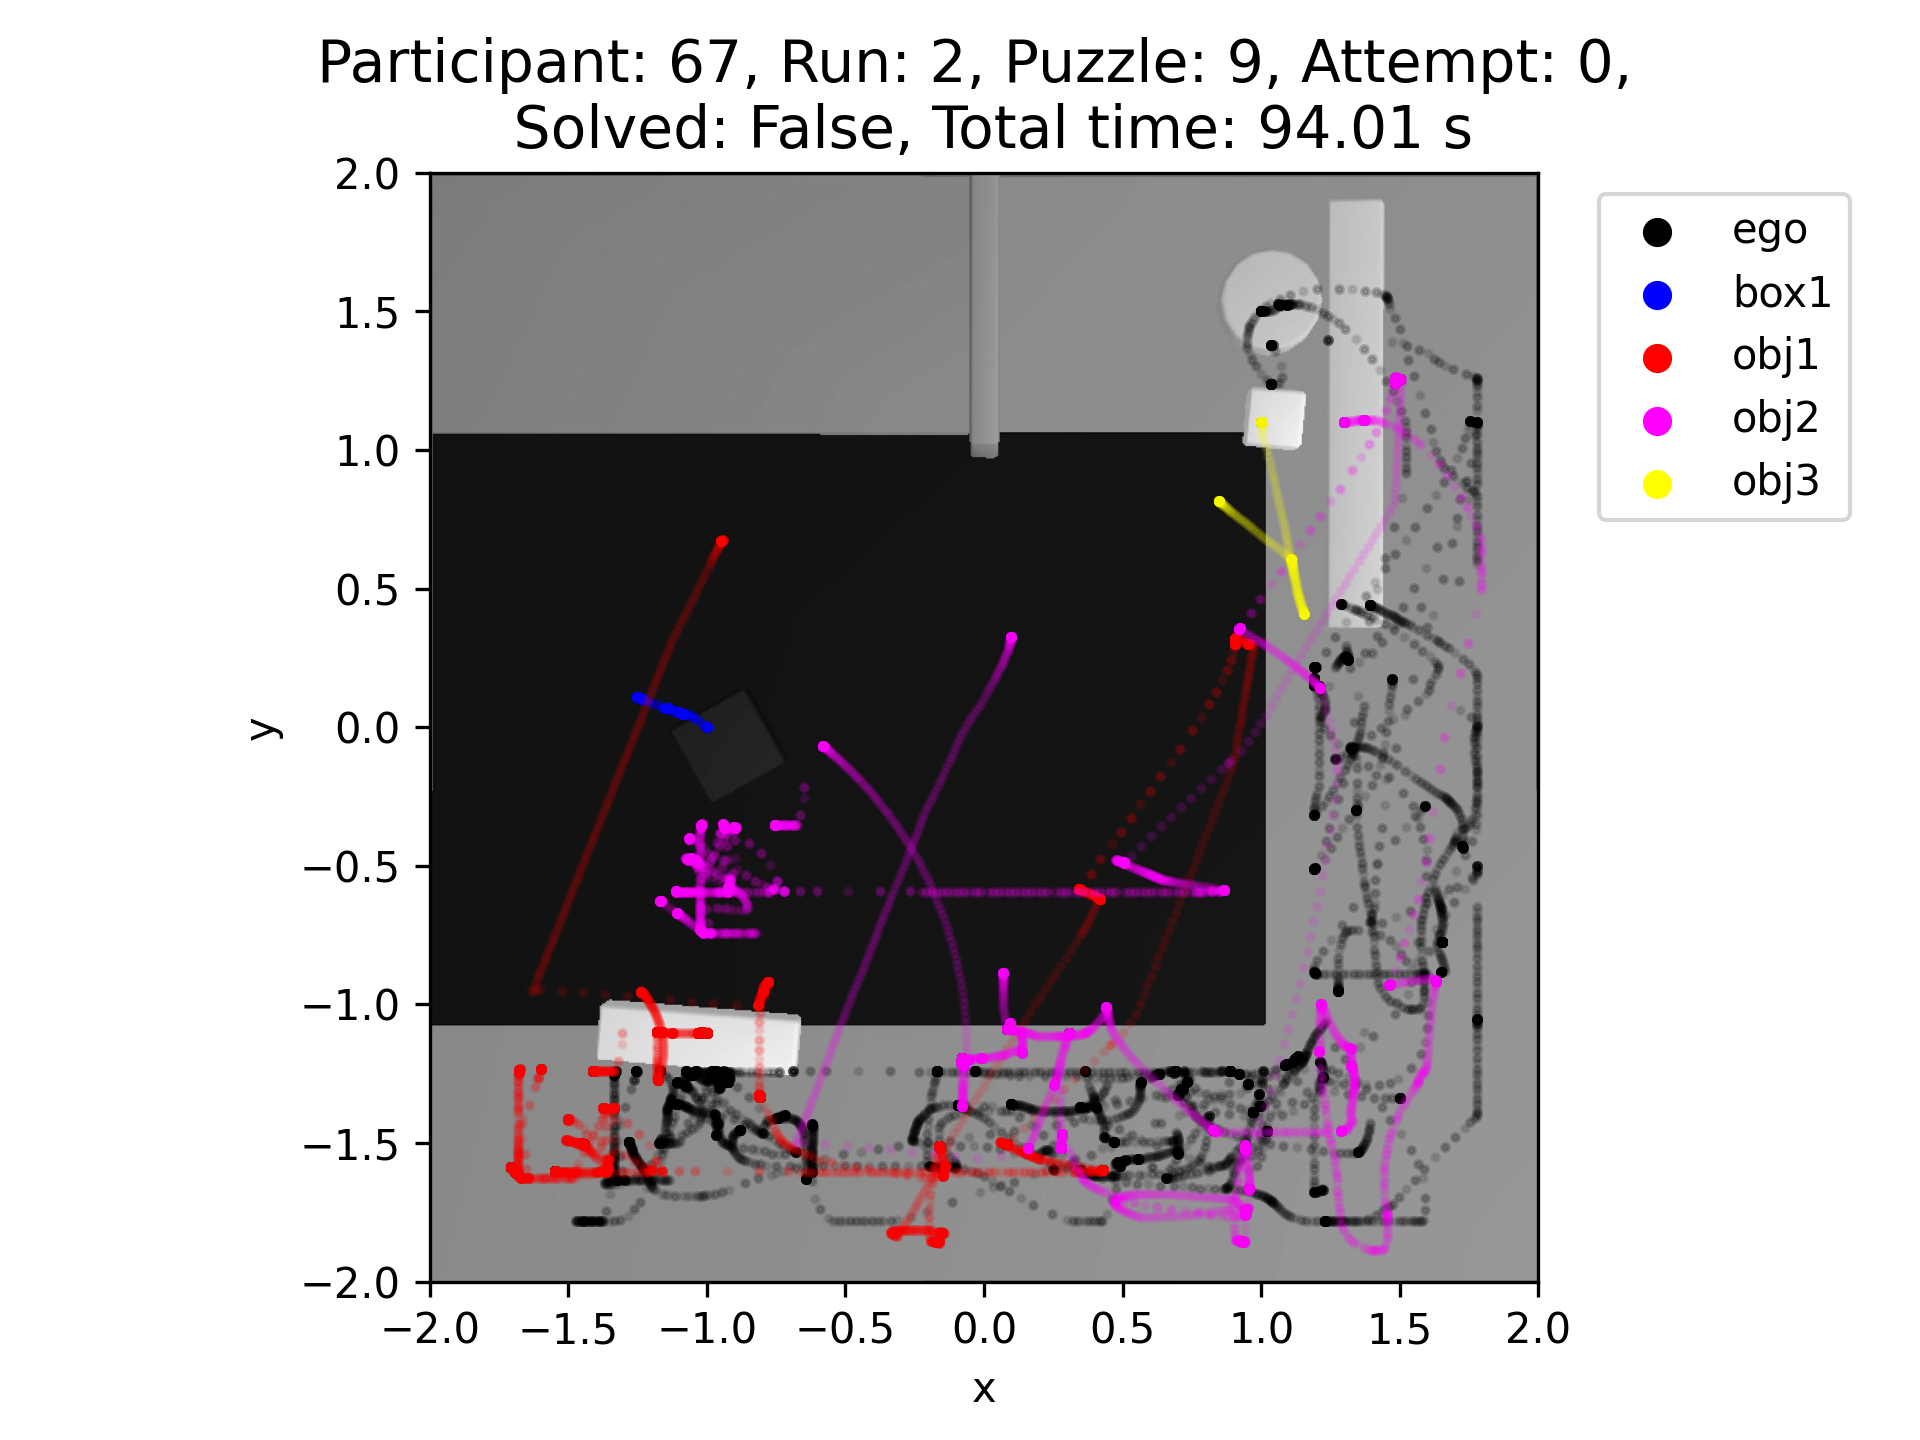 Participant: 67, Run: 2, Puzzle: 9, Attempt: 0,
Solved: False, Total time: 94.01 s
2.0
1.5
1.0
0.5
0.0
−0.5
−1.0
−1.5
−2.0
y
−2.0 −1.5 −1.0 −0.5 0.0 0.5 1.0 1.5 2.0
x
ego
box1
obj1
obj2
obj3